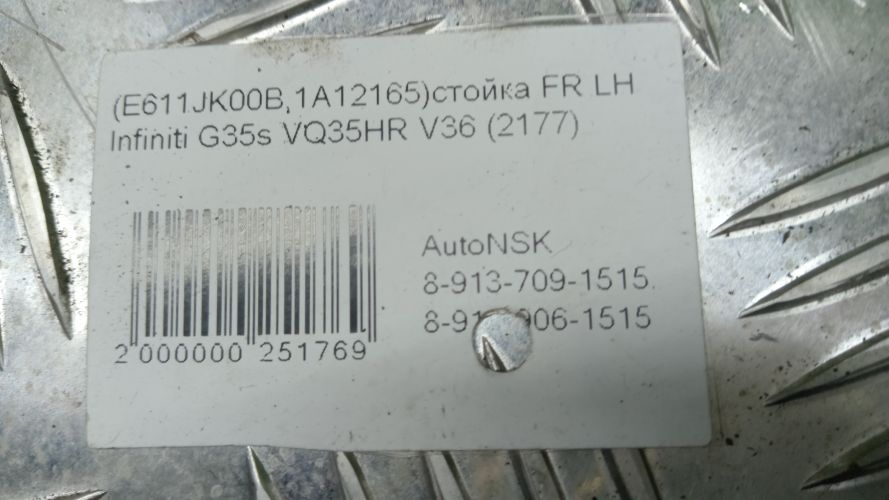 (E611JK00B,1A12165)стойка FR LH
Infiniti G35s VQ35HR V36 (2177)
AutoNSK
8-913-709-1515.
2 000000 251769